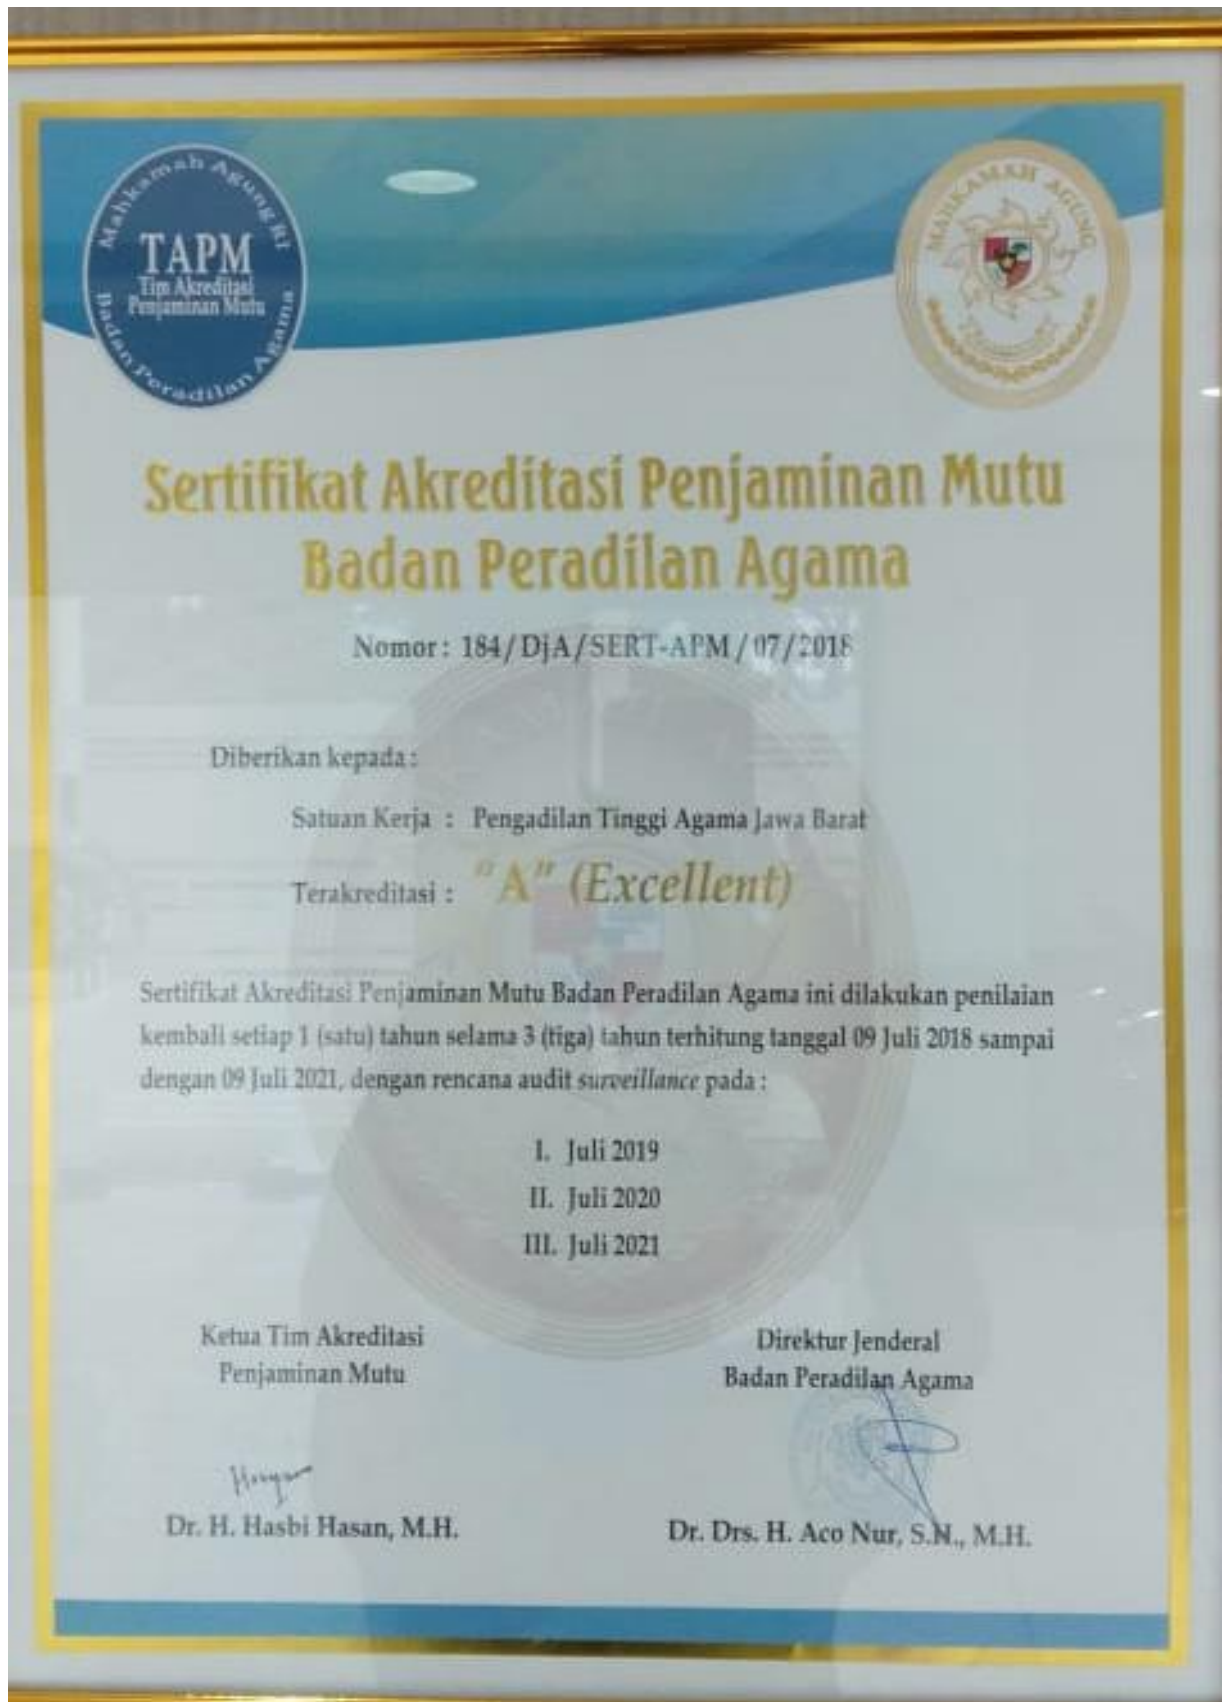 Mahkamah Agung RI
TAPM
Tim Akreditasi
Penjaminan Mutu
Badan Peradilan Agama
MAHKAMAH AGUNG
Sertifikat Akreditasi Penjaminan Mutu
Badan Peradilan Agama
Nomor : 184/DjA/SERT-APM/07/2018
Diberikan kepada :
Satuan Kerja : Pengadilan Tinggi Agama Jawa Barat
Terakreditasi : "A" (Excellent)
Sertifikat Akreditasi Penjaminan Mutu Badan Peradilan Agama ini dilakukan penilaian
kembali setiap 1 (satu) tahun selama 3 (tiga) tahun terhitung tanggal 09 Juli 2018 sampai
dengan 09 Juli 2021, dengan rencana audit surveillance pada :
I. Juli 2019
II. Juli 2020
III. Juli 2021
Ketua Tim Akreditasi
Penjaminan Mutu
Direktur Jenderal
Badan Peradilan Agama
Dr. H. Hasbi Hasan, M.H.
Dr. Drs. H. Aco Nur, S.H., M.H.